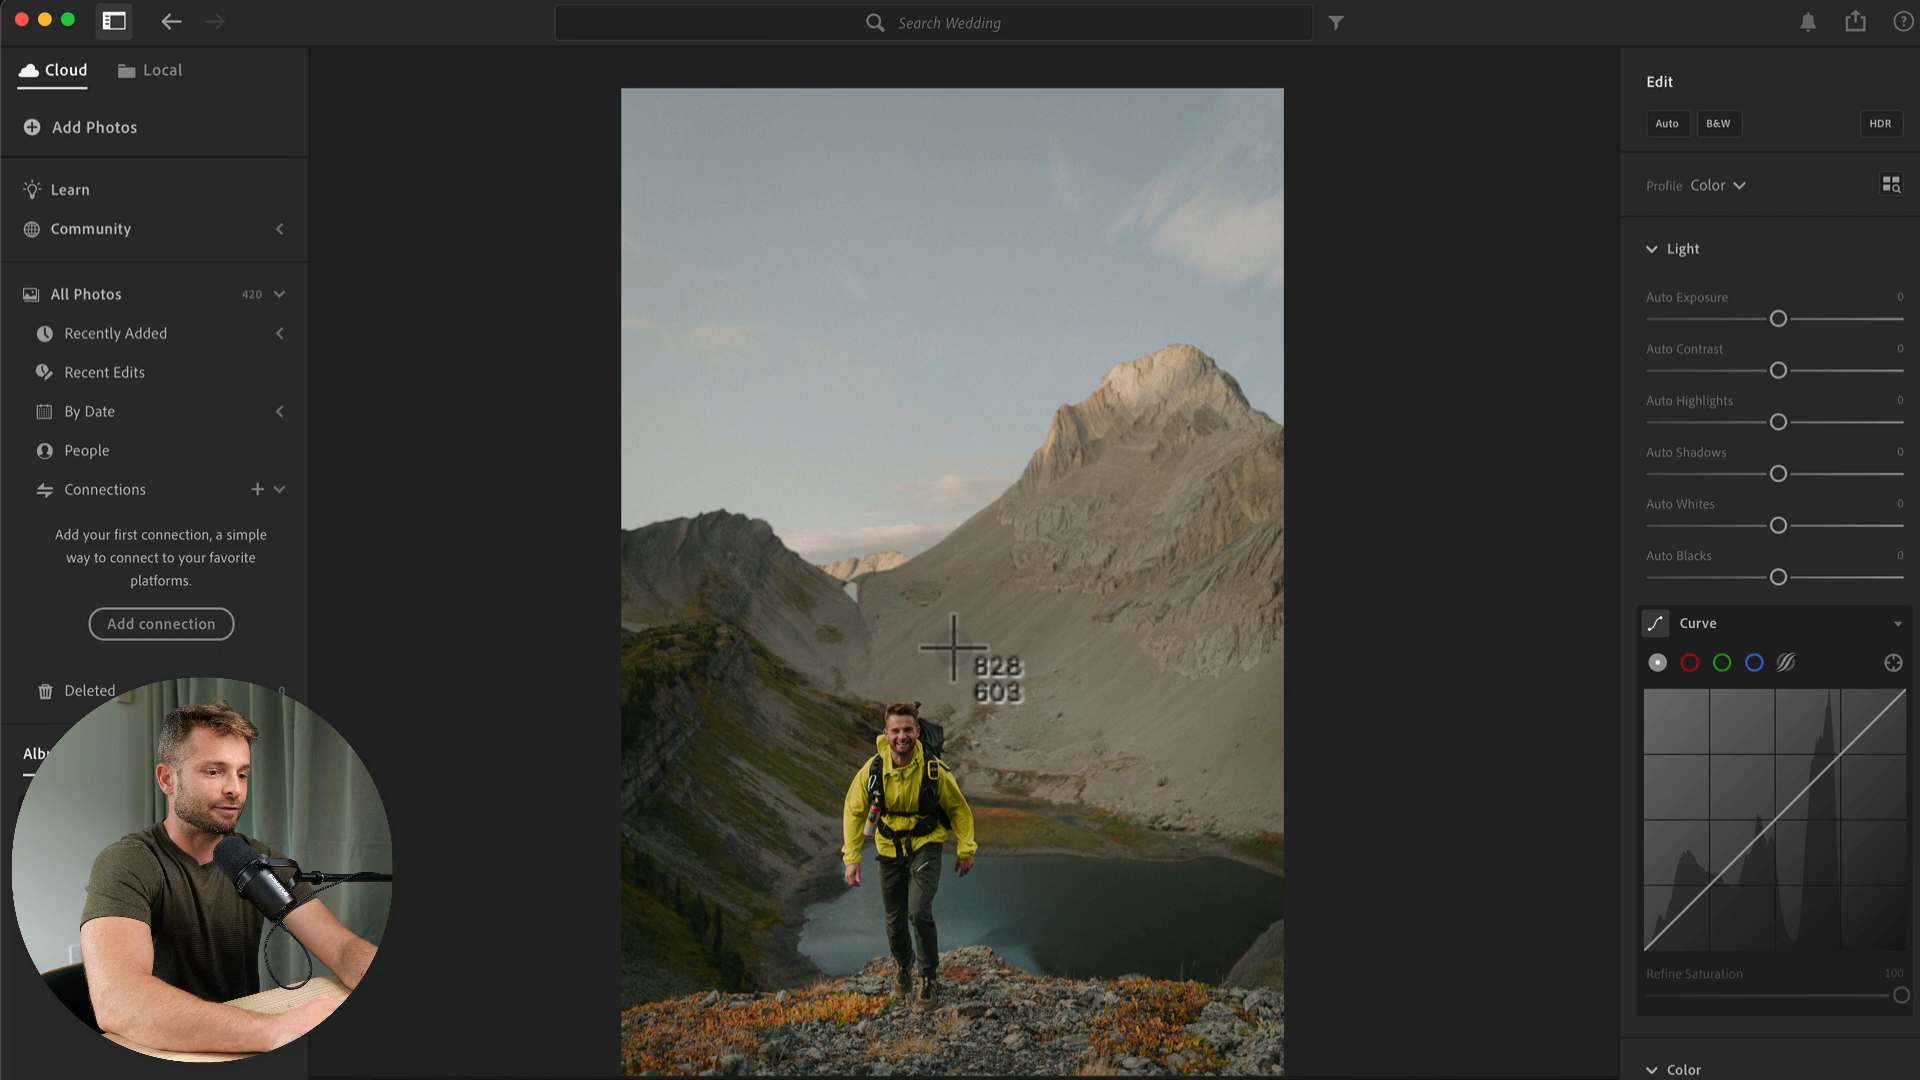 Search Wedding
Cloud
Local
Add Photos
Learn
Community
All Photos
420
Recently Added
Recent Edits
By Date
People
Connections
Add your first connection, a simple
way to connect to your favorite
platforms.
Add connection
Deleted
0
828
603
Edit
Auto
B&W
HDR
Profile
Color
Light
Auto Exposure
0
Auto Contrast
0
Auto Highlights
0
Auto Shadows
0
Auto Whites
0
Auto Blacks
0
Curve
Refine Saturation
100
Color